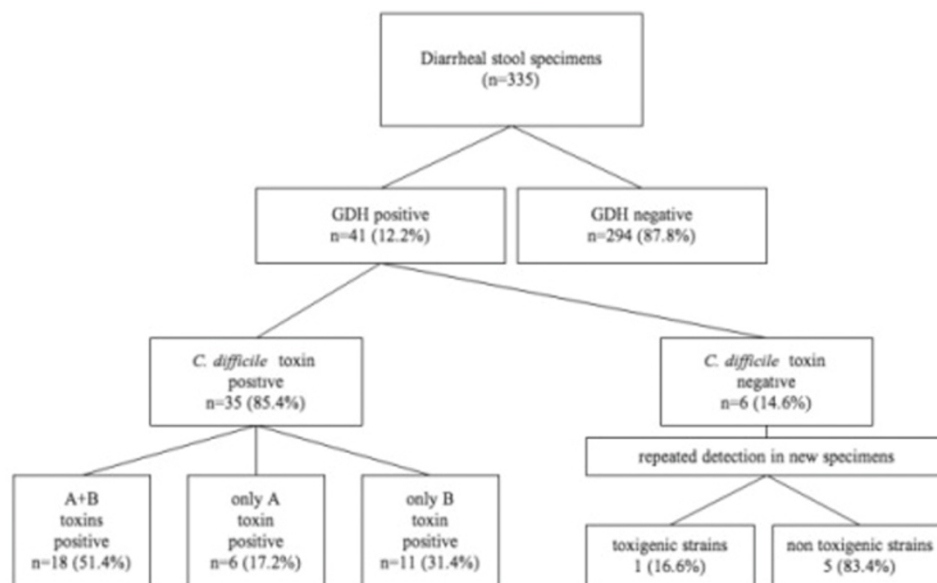 Diarrheal stool specimens
(n=335)
GDH positive
n=41 (12.2%)
GDH negative
n=294 (87.8%)
C. difficile toxin
positive
n=35 (85.4%)
C. difficile toxin
negative
n=6 (14.6%)
repeated detection in new specimens
A+B
toxins
positive
n=18 (51.4%)
only A
toxin
positive
n=6 (17.2%)
only B
toxin
positive
n=11 (31.4%)
toxigenic strains
1 (16.6%)
non toxigenic strains
5 (83.4%)